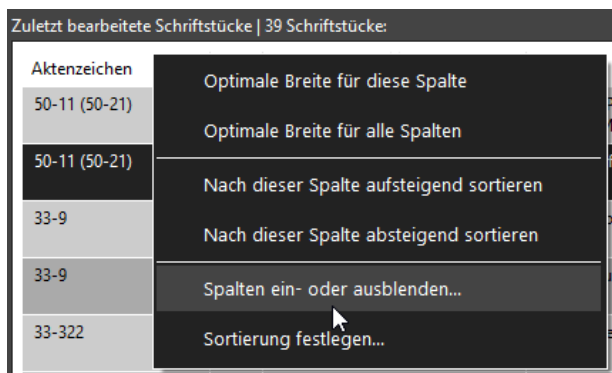 Zuletzt bearbeitete Schriftstücke | 39 Schriftstücke:
Aktenzeichen
50-11 (50-21)
50-11 (50-21)
33-9
33-9
33-322
Optimale Breite für diese Spalte
Optimale Breite für alle Spalten
Nach dieser Spalte aufsteigend sortieren
Nach dieser Spalte absteigend sortieren
Spalten ein- oder ausblenden...
Sortierung festlegen...